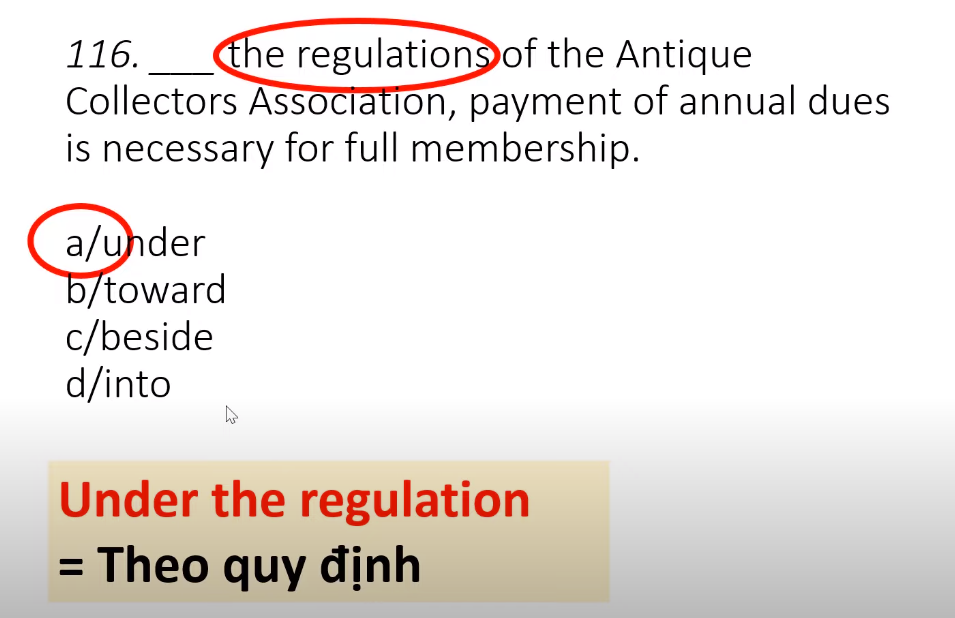 116. ___ the regulations of the Antique
Collectors Association, payment of annual dues
is necessary for full membership.
a/under
b/toward
c/beside
d/into
Under the regulation
= Theo quy định